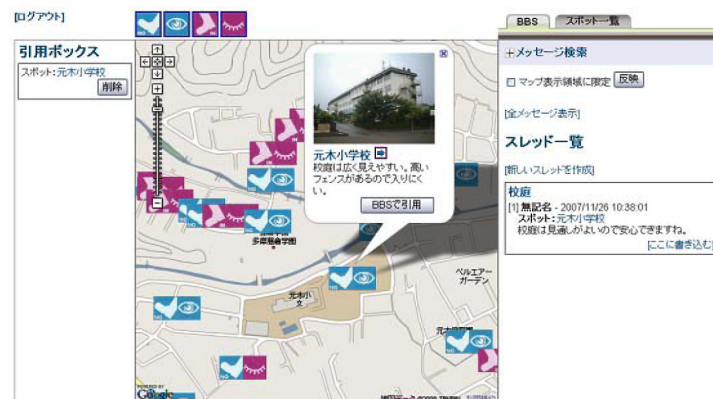 [ログアウト]
引用ボックス
スポット:元木小学校
削除
元木小学校
校庭は広く見えやすい。高い
フェンスがあるので入りにく
い。
BBSで引用
多摩藝倉学園
元木小
文
ベルエアー
ガーデン
POWERED BY
Google
BBS
スポット一覧
メッセージ検索
マップ表示領域に限定
反映
[全メッセージ表示]
スレッド一覧
[新しいスレッドを作成]
校庭
[1] 無記名 - 2007/11/26 10:38:01
スポット:元木小学校
校庭は見通しがよいので安心できますね。
[ここに書き込む]